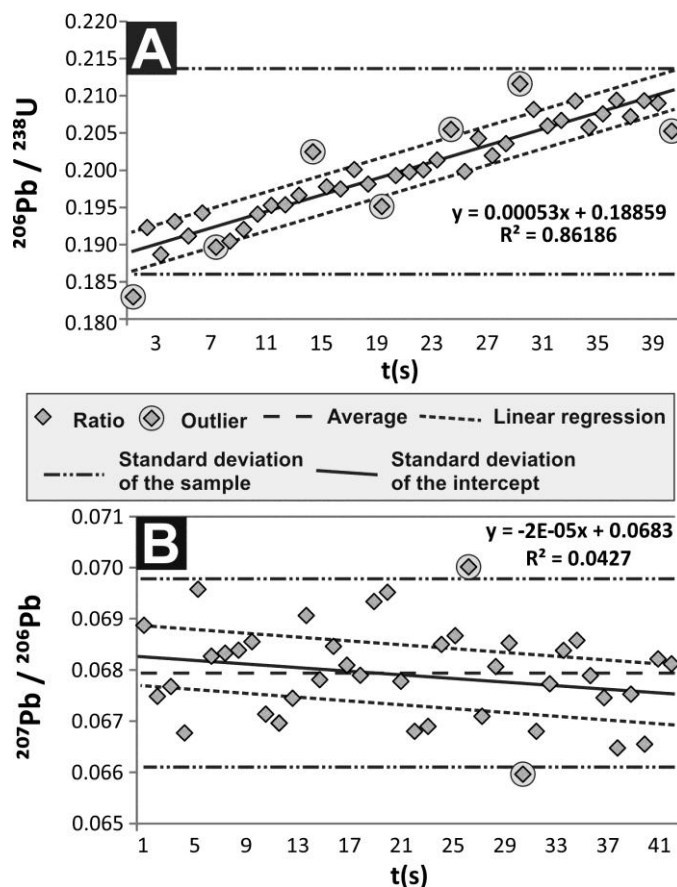 A
0.220
0.215
0.210
0.205
0.200
0.195
0.190
0.185
0.180
206Pb / 238U
y = 0.00053x + 0.18859
R² = 0.86186
3 7 11 15 19 23 27 31 35 39
t(s)
Ratio Outlier Average Linear regression
Standard deviation of the sample
Standard deviation of the intercept
B
0.071
0.070
0.069
0.068
0.067
0.066
0.065
207Pb / 206Pb
y = -2E-05x + 0.0683
R² = 0.0427
1 5 9 13 17 21 25 29 33 37 41
t(s)